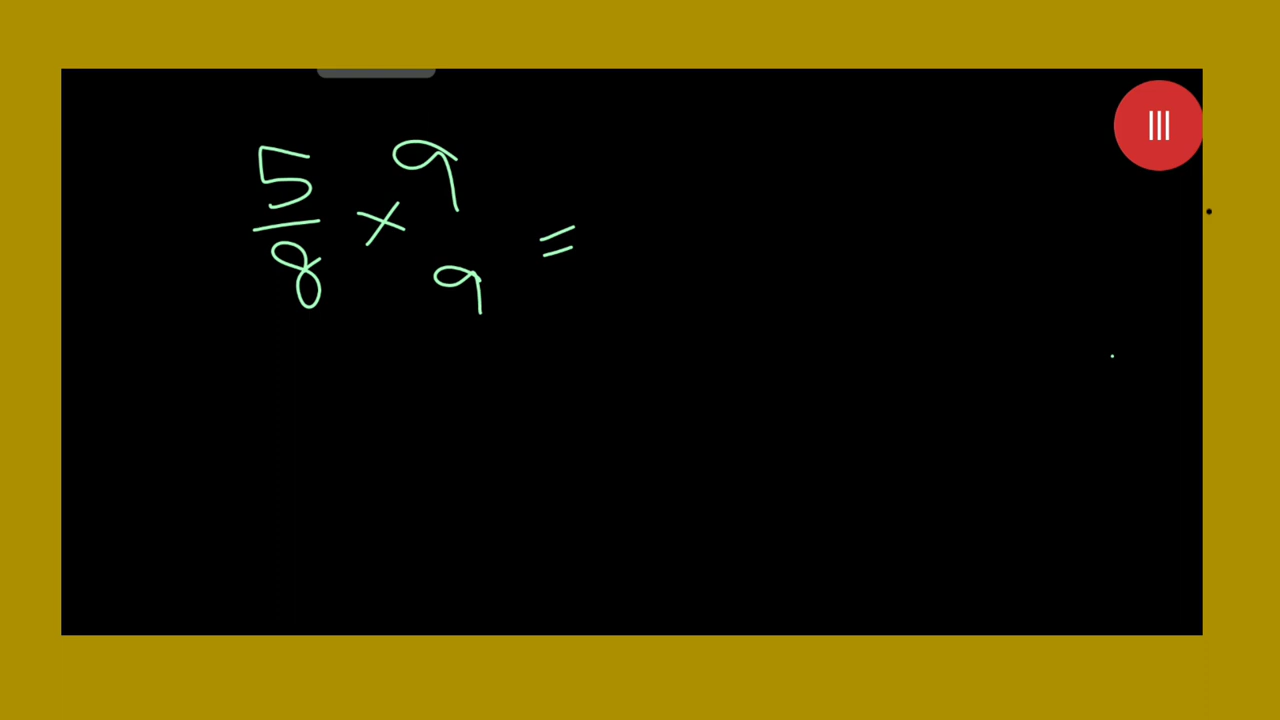 5 9
× =
8 9